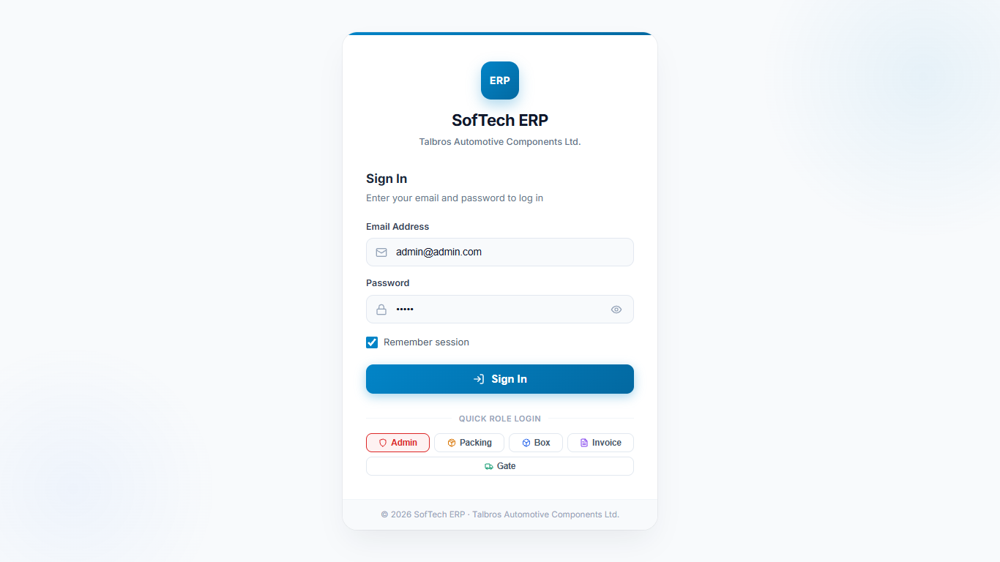 ERP
SofTech ERP
Talbros Automotive Components Ltd.
Sign In
Enter your email and password to log in
Email Address
admin@admin.com
Password
•••••
Remember session
Sign In
QUICK ROLE LOGIN
Admin Packing Box Invoice
Gate
© 2026 SofTech ERP · Talbros Automotive Components Ltd.